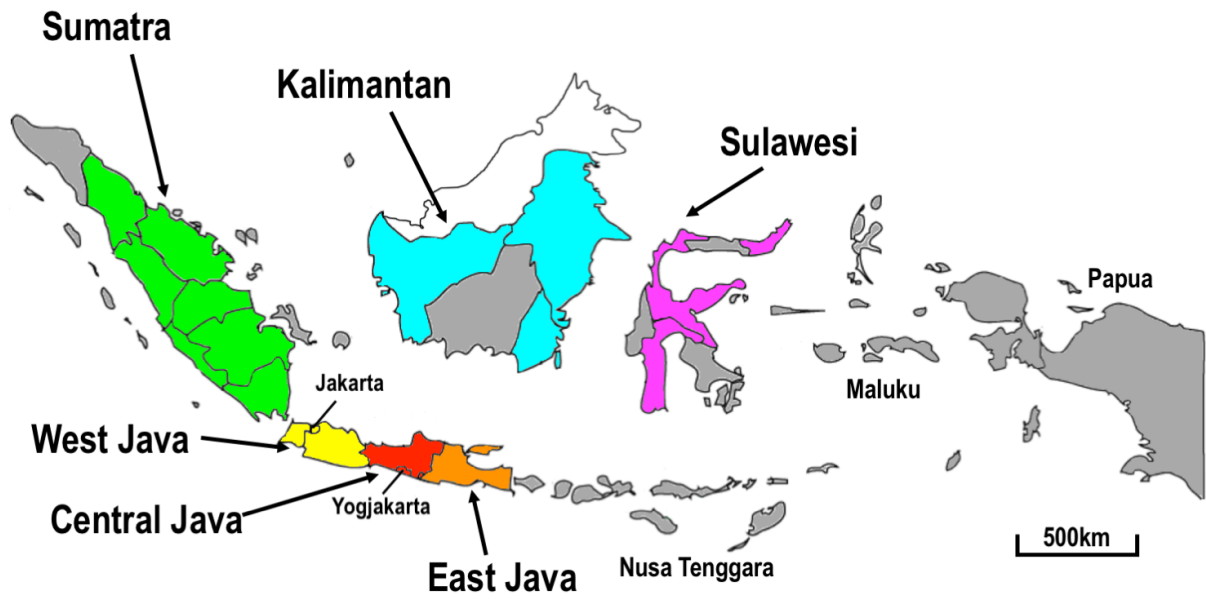 Sumatra
Kalimantan
Sulawesi
Papua
Jakarta
Maluku
West Java
Central Java
Yogjakarta
500km
Nusa Tenggara
East Java